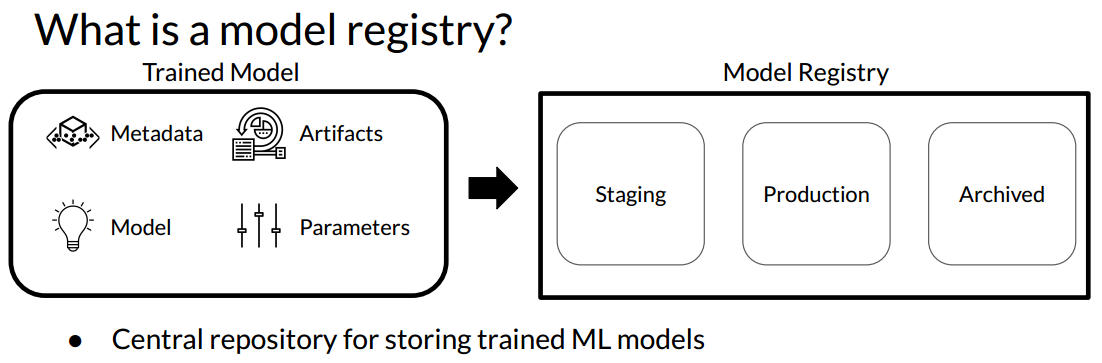 What is a model registry?
Trained Model
Metadata
Artifacts
Model
Parameters
Model Registry
Staging
Production
Archived
● Central repository for storing trained ML models